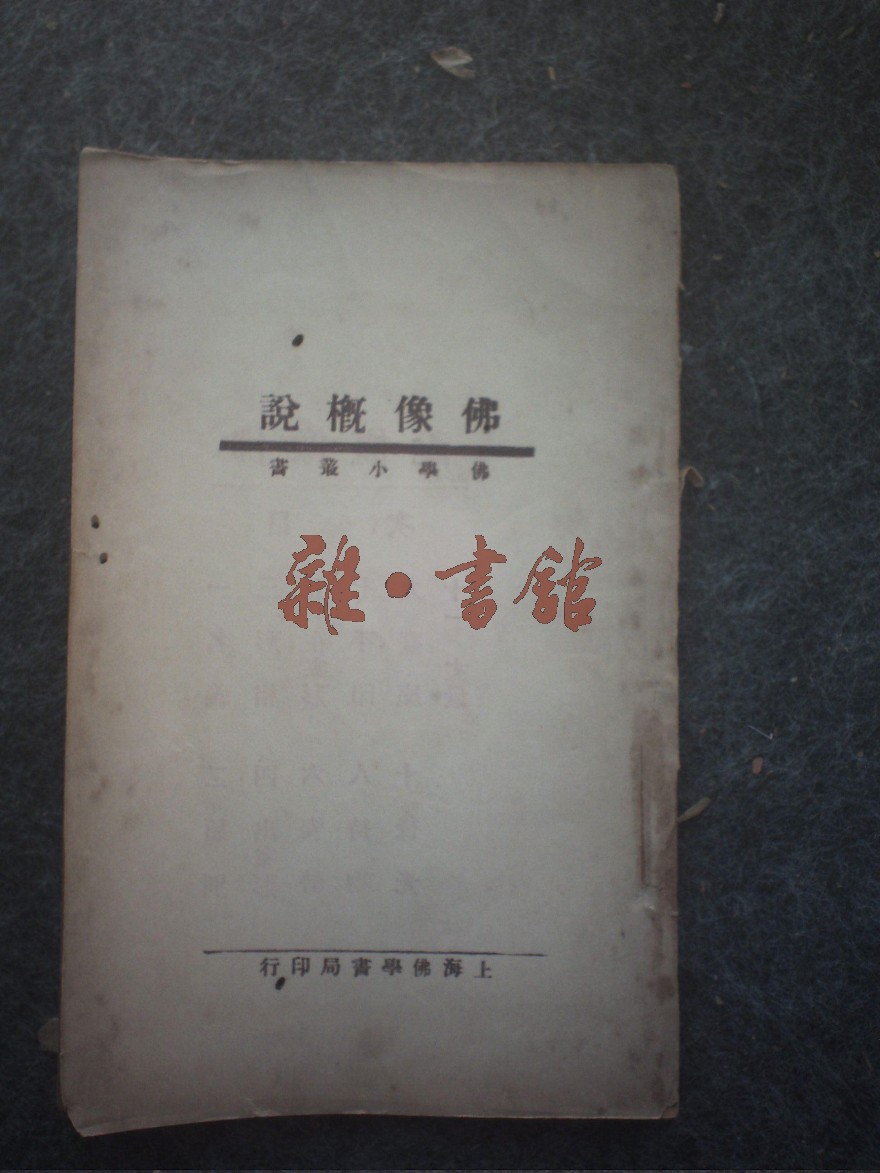 佛像概說
佛學小叢書
雜·書館
上海佛學書局印行